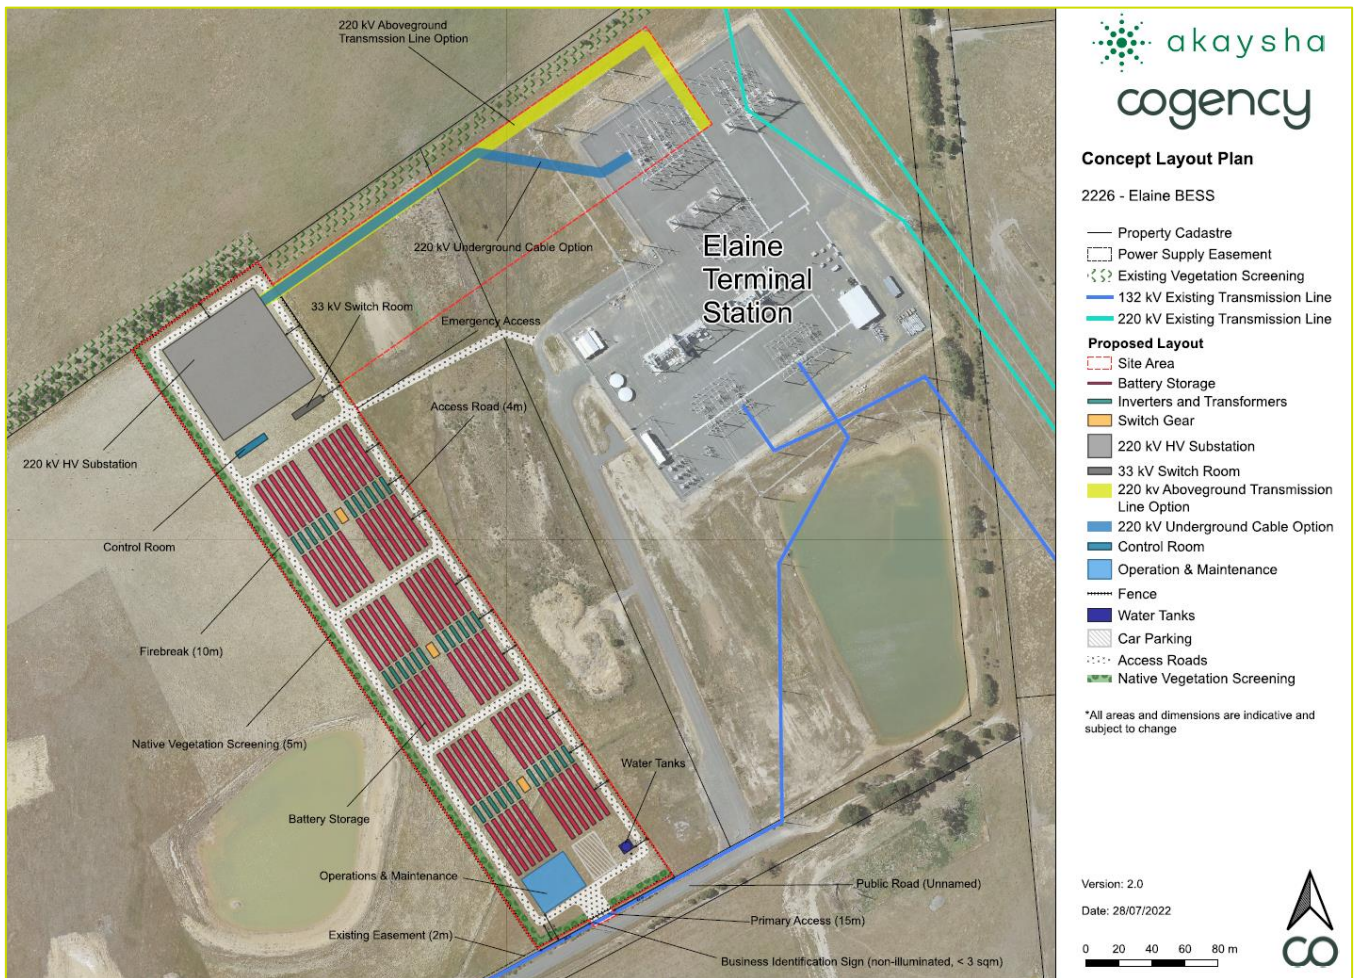 220 kV Aboveground
Transmssion Line Option
220 kV Underground Cable Option
Elaine
Terminal
Station
33 kV Switch Room
Emergency Access
Access Road (4m)
220 kV HV Substation
Control Room
Firebreak (10m)
Native Vegetation Screening (5m)
Water Tanks
Battery Storage
Operations & Maintenance
Public Road (Unnamed)
Primary Access (15m)
Existing Easement (2m)
Business Identification Sign (non-illuminated, < 3 sqm)
akaysha
cogency
Concept Layout Plan
2226 - Elaine BESS
Property Cadastre
Power Supply Easement
Existing Vegetation Screening
132 kV Existing Transmission Line
220 kV Existing Transmission Line
Proposed Layout
Site Area
Battery Storage
Inverters and Transformers
Switch Gear
220 kV HV Substation
33 kV Switch Room
220 kv Aboveground Transmission
Line Option
220 kV Underground Cable Option
Control Room
Operation & Maintenance
Fence
Water Tanks
Car Parking
Access Roads
Native Vegetation Screening
*All areas and dimensions are indicative and
subject to change
Version: 2.0
Date: 28/07/2022
0 20 40 60 80 m
co